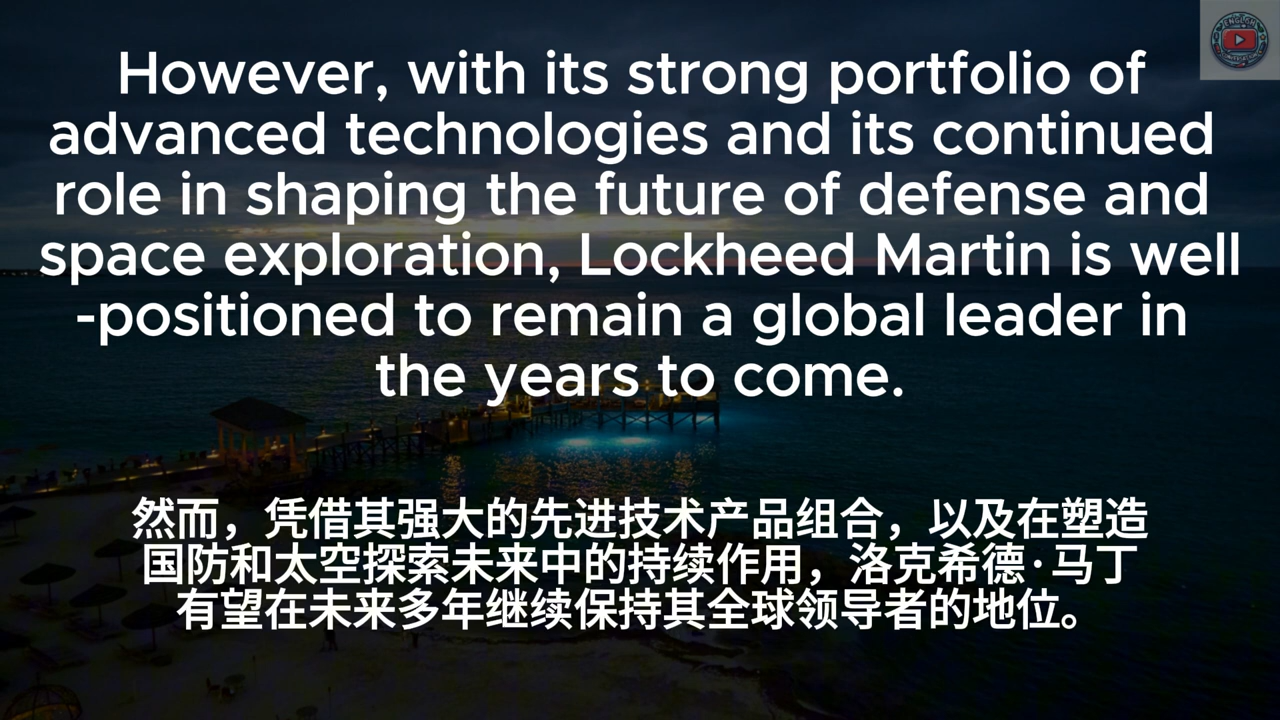 ENGLISH
However, with its strong portfolio of
advanced technologies and its continued
role in shaping the future of defense and
space exploration, Lockheed Martin is well
-positioned to remain a global leader in
the years to come.
然而，凭借其强大的先进技术产品组合，以及在塑造
国防和太空探索未来中的持续作用，洛克希德·马丁
有望在未来多年继续保持其全球领导者的地位。